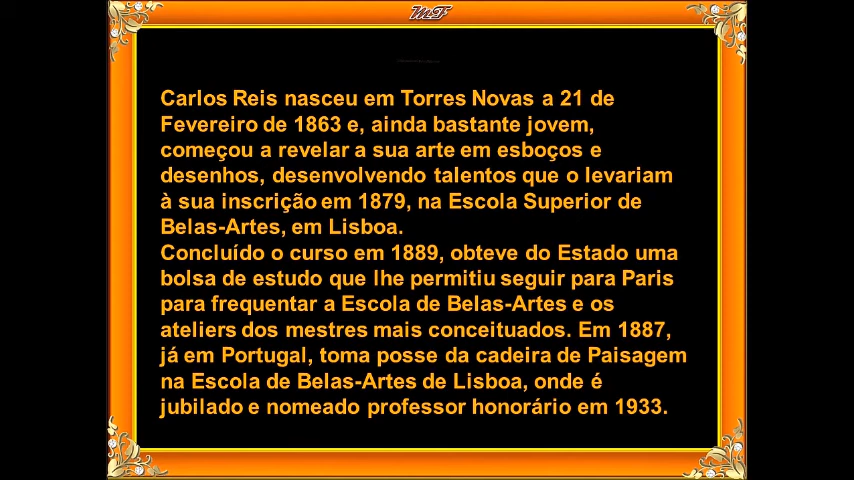 MF
Carlos Reis nasceu em Torres Novas a 21 de
Fevereiro de 1863 e, ainda bastante jovem,
começou a revelar a sua arte em esboços e
desenhos, desenvolvendo talentos que o levariam
à sua inscrição em 1879, na Escola Superior de
Belas-Artes, em Lisboa.
Concluído o curso em 1889, obteve do Estado uma
bolsa de estudo que lhe permitiu seguir para Paris
para frequentar a Escola de Belas-Artes e os
ateliers dos mestres mais conceituados. Em 1887,
já em Portugal, toma posse da cadeira de Paisagem
na Escola de Belas-Artes de Lisboa, onde é
jubilado e nomeado professor honorário em 1933.